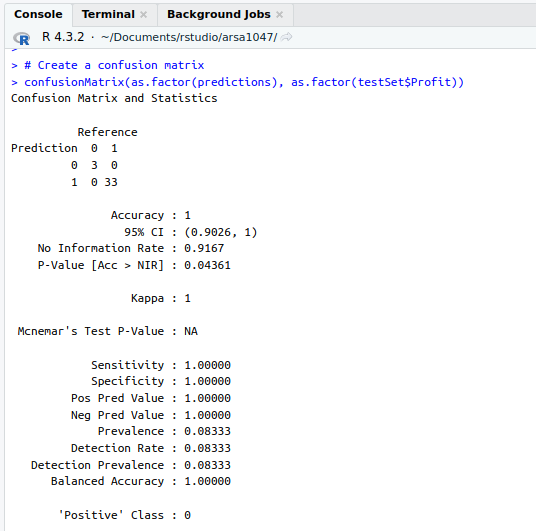 Console Terminal × Background Jobs ×
R R 4.3.2 · ~/Documents/rstudio/arsa1047/
>
> # Create a confusion matrix
> confusionMatrix(as.factor(predictions), as.factor(testSet$Profit))
Confusion Matrix and Statistics
Reference
Prediction 0 1
0 3 0
1 0 33
Accuracy : 1
95% CI : (0.9026, 1)
No Information Rate : 0.9167
P-Value [Acc > NIR] : 0.04361
Kappa : 1
Mcnemar's Test P-Value : NA
Sensitivity : 1.00000
Specificity : 1.00000
Pos Pred Value : 1.00000
Neg Pred Value : 1.00000
Prevalence : 0.08333
Detection Rate : 0.08333
Detection Prevalence : 0.08333
Balanced Accuracy : 1.00000
'Positive' Class : 0